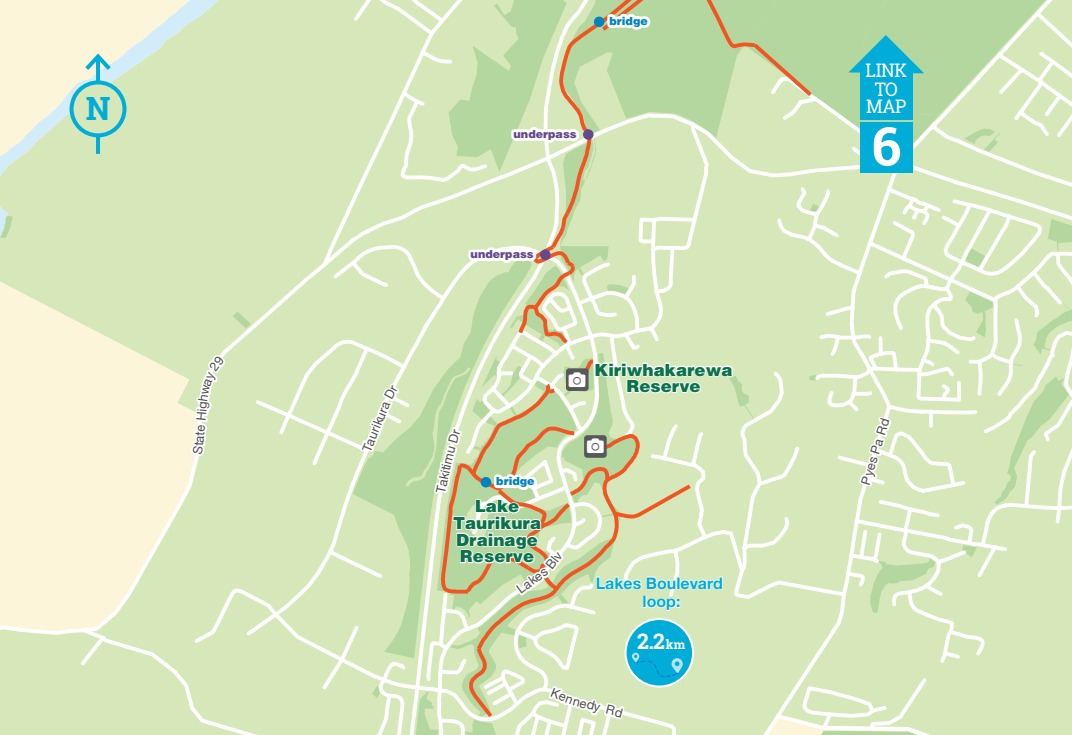 bridge
LINK
TO
MAP
6
N
underpass
underpass
State Highway 29
Taurikura Dr
Takitimu Dr
Kiriwhakarewa
Reserve
Pyes Pa Rd
bridge
Lake
Taurikura
Drainage
Reserve
Lakes Blv
Lakes Boulevard
loop:
2.2km
Kennedy Rd